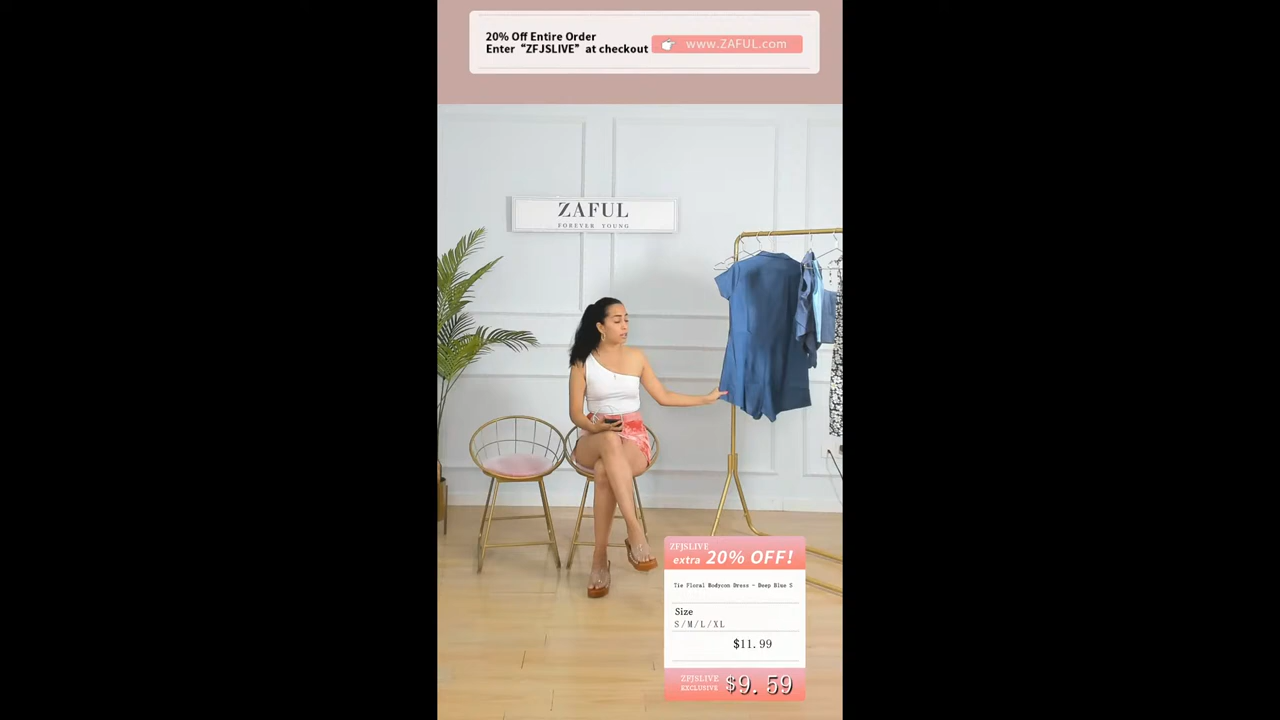 20% Off Entire Order
Enter “ZFJSLIVE” at checkout
www.ZAFUL.com
ZAFUL
FOREVER YOUNG
ZFJSLIVE
extra 20% OFF!
Tie Floral Bodycon Dress - Deep Blue S
Size
S/M/L/XL
$11.99
ZFJSLIVE
EXCLUSIVE
$9.59